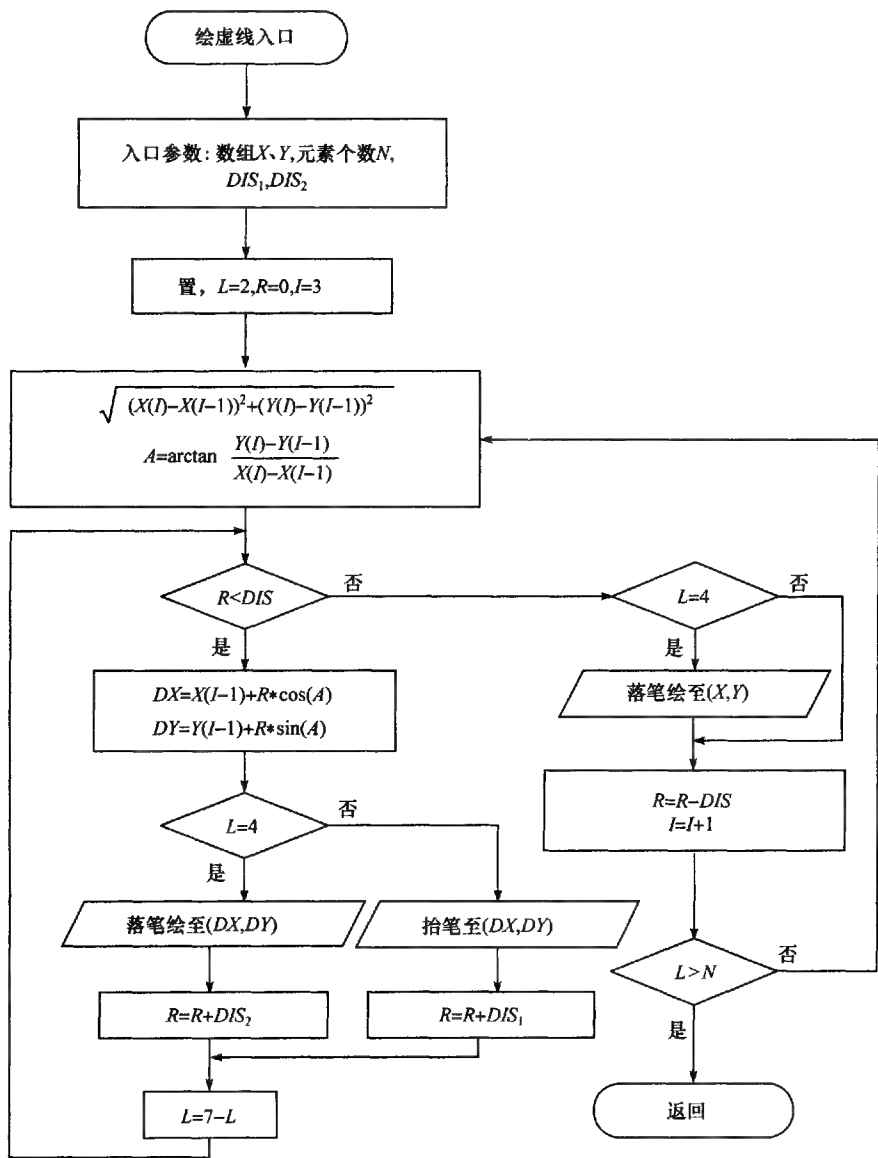 绘虚线入口
入口参数: 数组X、Y,元素个数N,
DIS₁,DIS₂
置，L=2,R=0,I=3
√(X(I)−X(I−1))²+(Y(I)−Y(I−1))²
A=arctan Y(I)−Y(I−1) / X(I)−X(I−1)
R<DIS
否
是
L=4
否
是
DX=X(I−1)+R*cos(A)
DY=Y(I−1)+R*sin(A)
落笔绘至(X,Y)
R=R−DIS
I=I+1
L=4
否
是
落笔绘至(DX,DY)
抬笔至(DX,DY)
L>N
否
是
R=R+DIS₂
R=R+DIS₁
L=7−L
返回